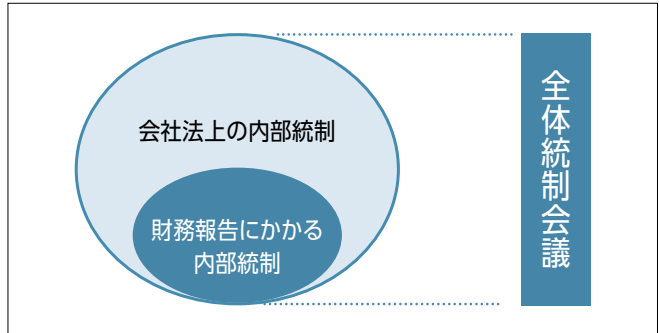 会社法上の内部統制
財務報告にかかる
内部統制
全体統制会議